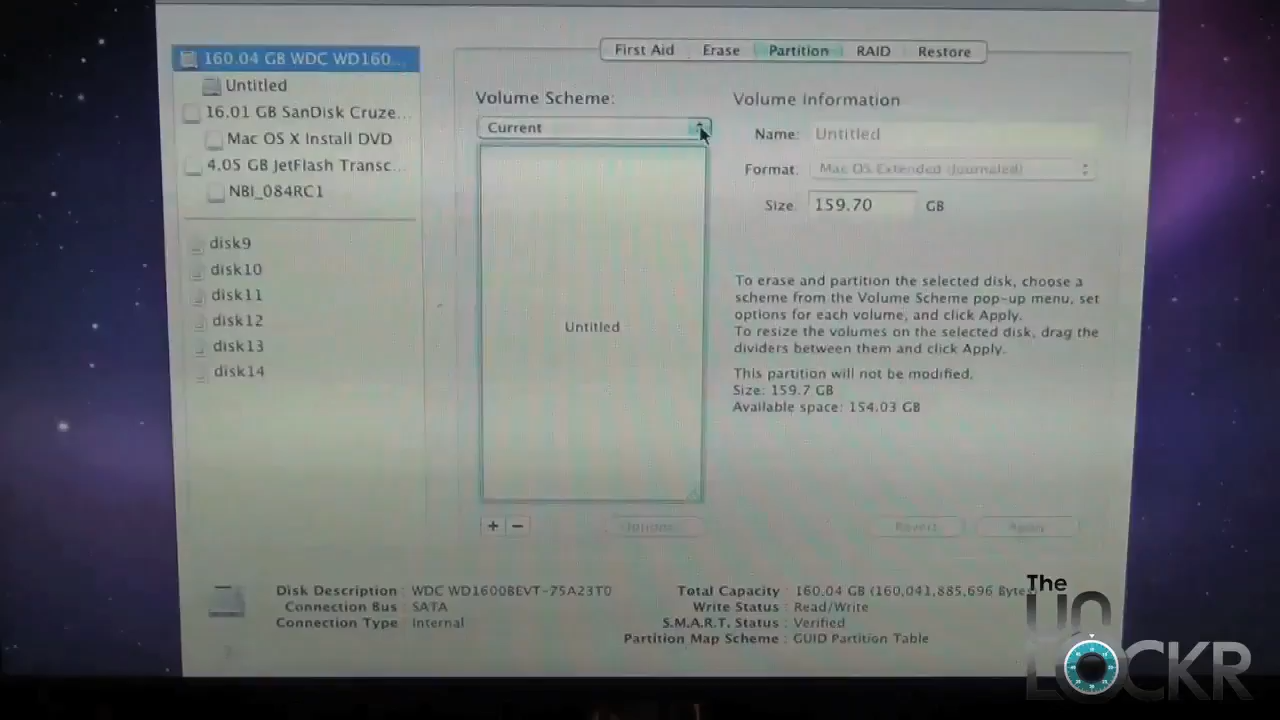 First Aid Erase Partition RAID Restore
160.04 GB WDC WD160...
Untitled
16.01 GB SanDisk Cruze...
Mac OS X Install DVD
4.05 GB JetFlash Transc...
NBI_084RC1
disk9
disk10
disk11
disk12
disk13
disk14
Volume Scheme:
Current
Untitled
+ −
Options...
Volume Information
Name: Untitled
Format: Mac OS Extended (Journaled)
Size: 159.70 GB
To erase and partition the selected disk, choose a
scheme from the Volume Scheme pop-up menu, set
options for each volume, and click Apply.
To resize the volumes on the selected disk, drag the
dividers between them and click Apply.
This partition will not be modified.
Size: 159.7 GB
Available space: 154.03 GB
Revert Apply
Disk Description : WDC WD1600BEVT-75A23T0
Connection Bus : SATA
Connection Type : Internal
Total Capacity : 160.04 GB (160,041,885,696 Bytes
Write Status : Read/Write
S.M.A.R.T. Status : Verified
Partition Map Scheme : GUID Partition Table
?
The
UN
LOCKR